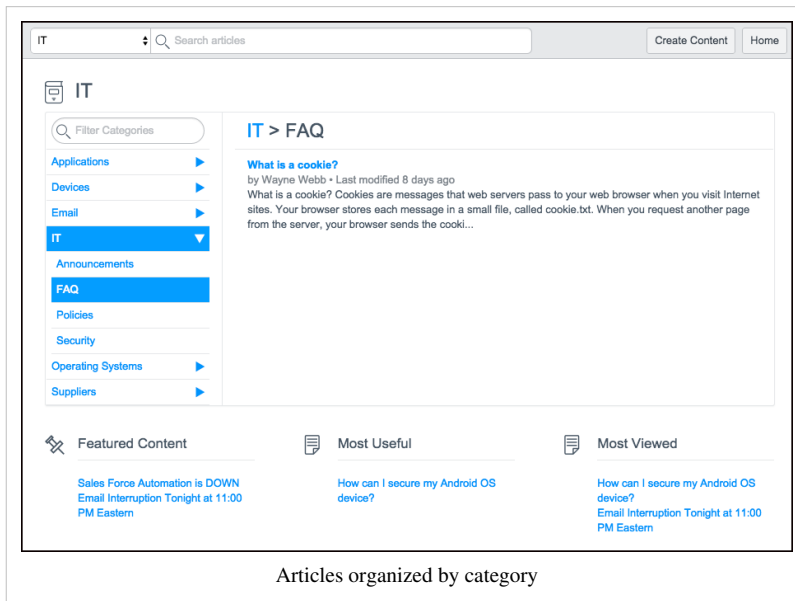 IT
Search articles
Create Content
Home
IT
Filter Categories
Applications
Devices
Email
IT
Announcements
FAQ
Policies
Security
Operating Systems
Suppliers
IT > FAQ
What is a cookie?
by Wayne Webb • Last modified 8 days ago
What is a cookie? Cookies are messages that web servers pass to your web browser when you visit Internet
sites. Your browser stores each message in a small file, called cookie.txt. When you request another page
from the server, your browser sends the cooki...
Featured Content
Sales Force Automation is DOWN
Email Interruption Tonight at 11:00
PM Eastern
Most Useful
How can I secure my Android OS
device?
Most Viewed
How can I secure my Android OS
device?
Email Interruption Tonight at 11:00
PM Eastern
Articles organized by category